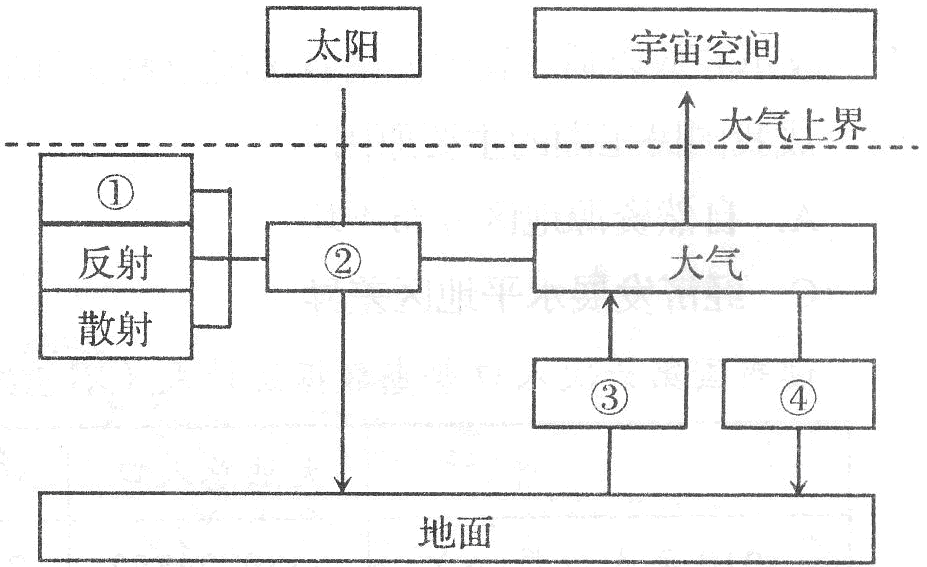 太阳
宇宙空间
大气上界
①
反射
散射
②
大气
③
④
地面